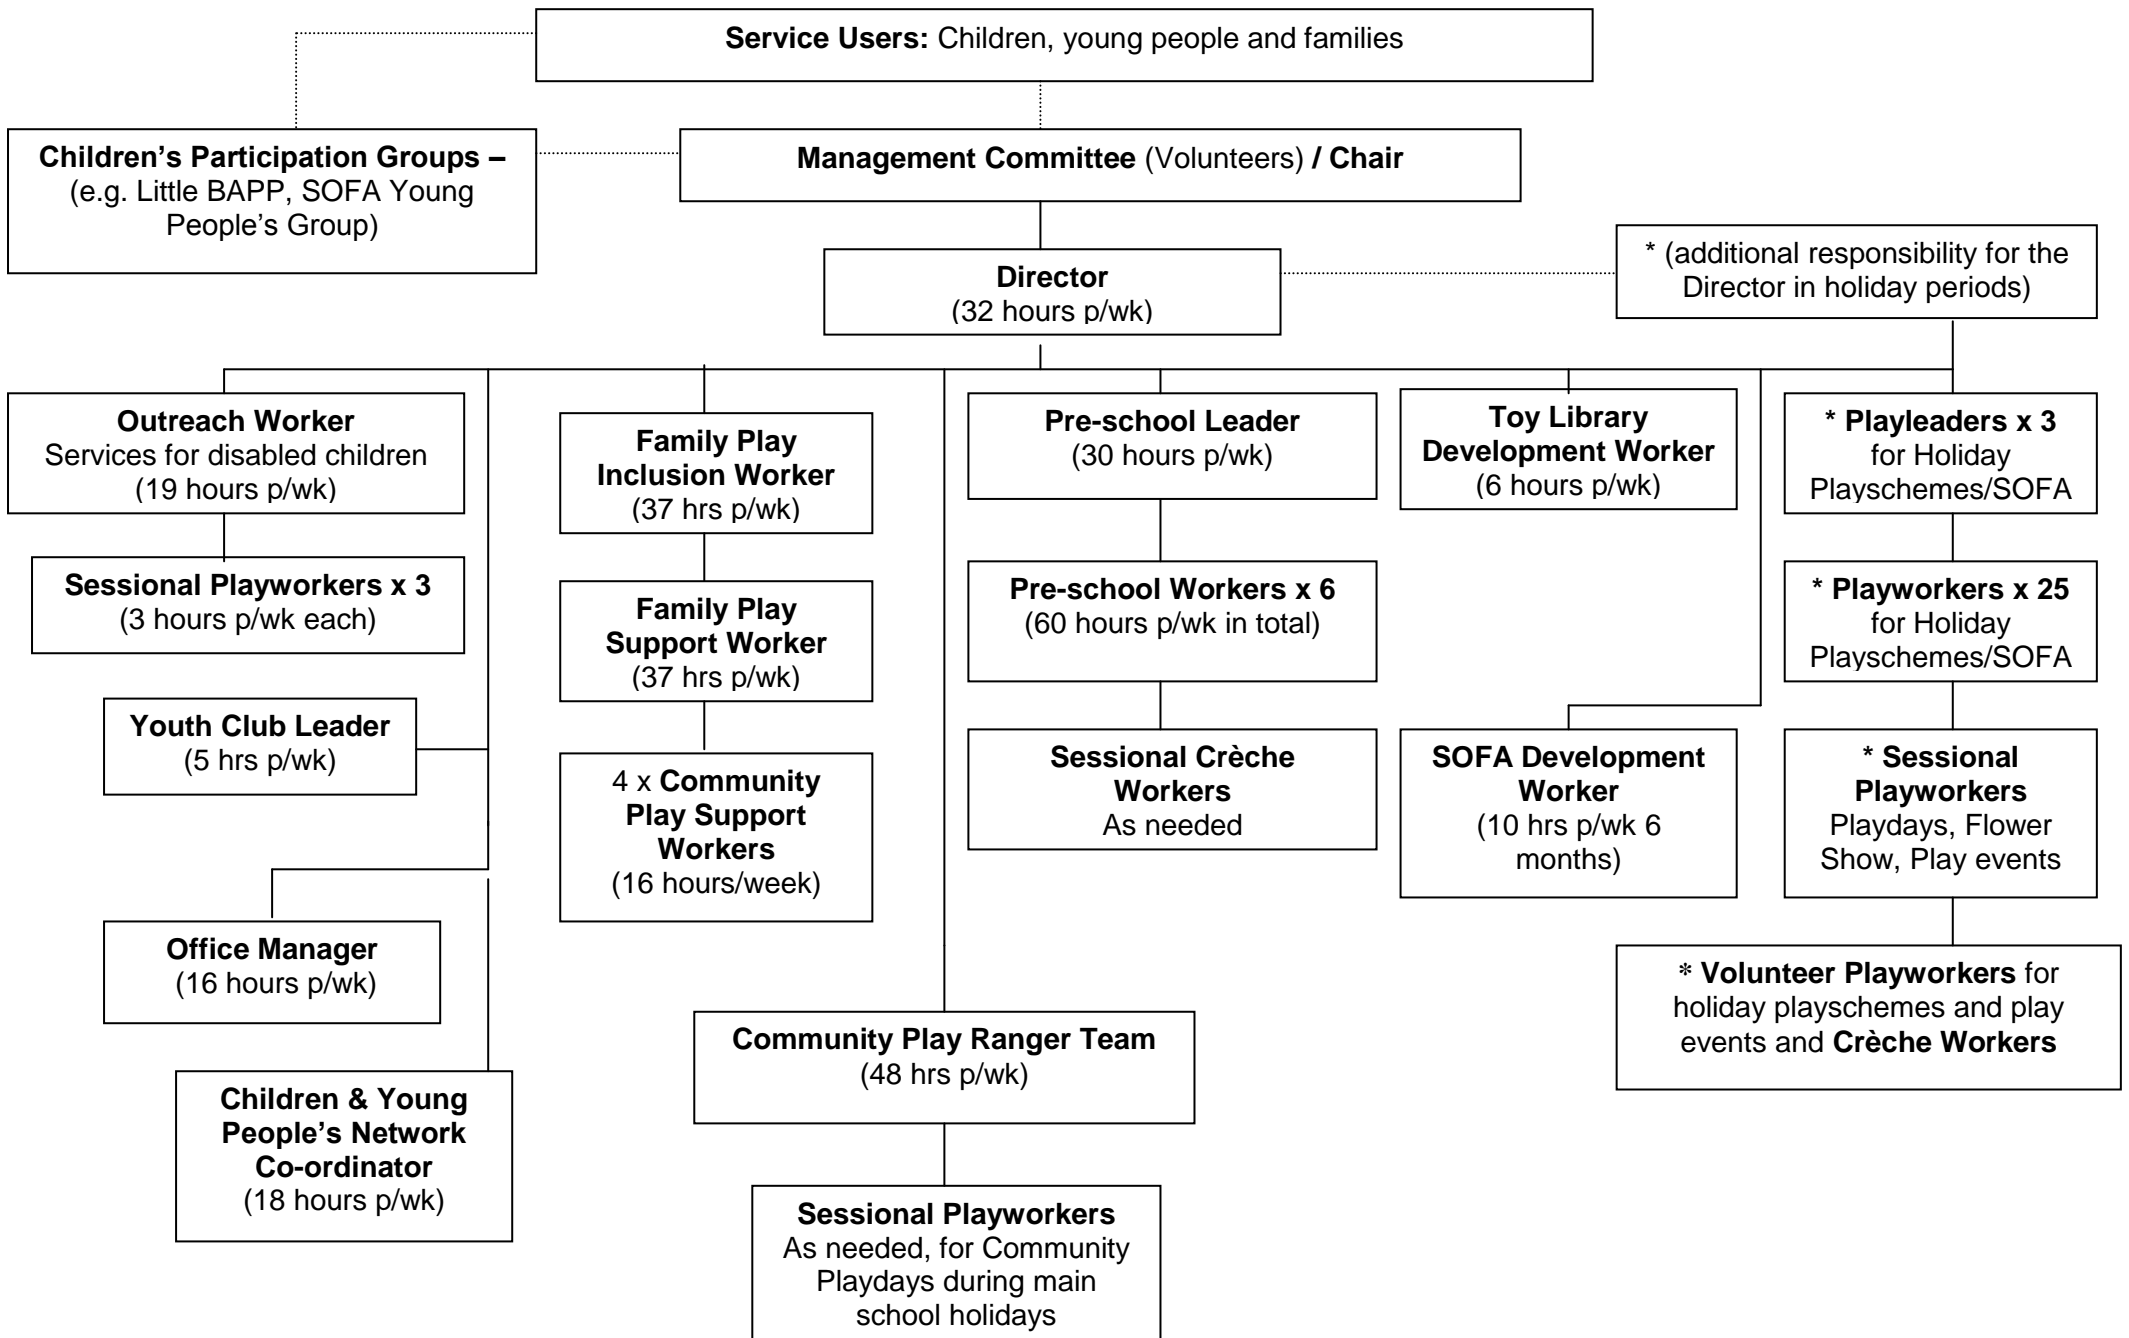 Service Users: Children, young people and families
Children’s Participation Groups –
(e.g. Little BAPP, SOFA Young
People’s Group)
Management Committee (Volunteers) / Chair
Director
(32 hours p/wk)
* (additional responsibility for the
Director in holiday periods)
Outreach Worker
Services for disabled children
(19 hours p/wk)
Sessional Playworkers x 3
(3 hours p/wk each)
Youth Club Leader
(5 hrs p/wk)
Office Manager
(16 hours p/wk)
Children & Young
People’s Network
Co-ordinator
(18 hours p/wk)
Family Play
Inclusion Worker
(37 hrs p/wk)
Family Play
Support Worker
(37 hrs p/wk)
4 x Community
Play Support
Workers
(16 hours/week)
Community Play Ranger Team
(48 hrs p/wk)
Sessional Playworkers
As needed, for Community
Playdays during main
school holidays
Pre-school Leader
(30 hours p/wk)
Pre-school Workers x 6
(60 hours p/wk in total)
Sessional Crèche
Workers
As needed
Toy Library
Development Worker
(6 hours p/wk)
SOFA Development
Worker
(10 hrs p/wk 6
months)
* Playleaders x 3
for Holiday
Playschemes/SOFA
* Playworkers x 25
for Holiday
Playschemes/SOFA
* Sessional
Playworkers
Playdays, Flower
Show, Play events
* Volunteer Playworkers for
holiday playschemes and play
events and Crèche Workers